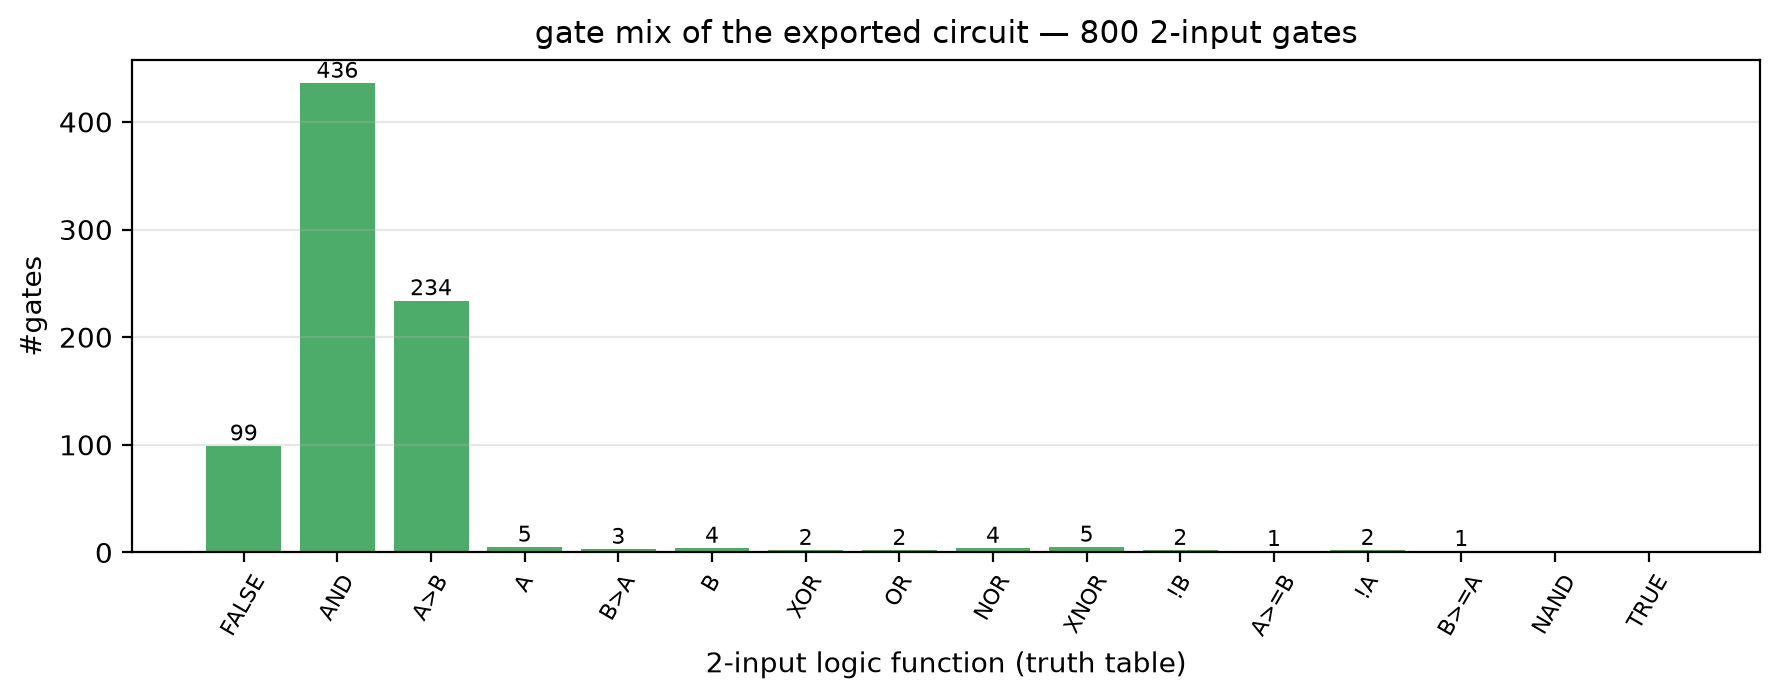 gate mix of the exported circuit — 800 2-input gates
#gates
400
300
200
100
0
99
436
234
5
3
4
2
2
4
5
2
1
2
1
FALSE
AND
A>B
A
B>A
B
XOR
OR
NOR
XNOR
!B
A>=B
!A
B>=A
NAND
TRUE
2-input logic function (truth table)